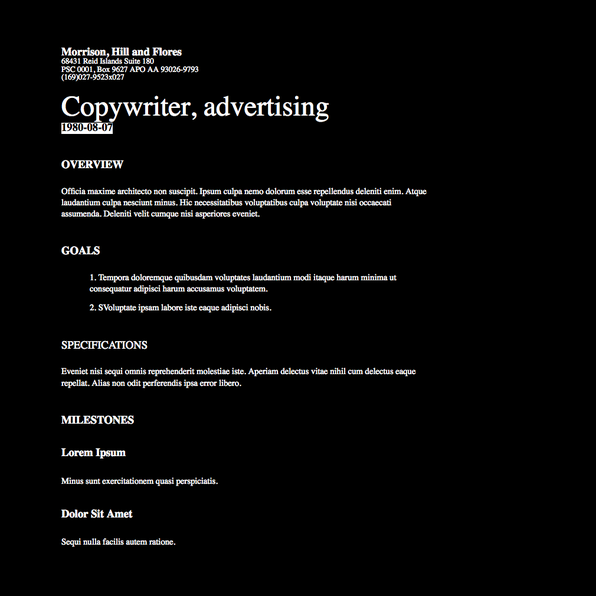 Morrison, Hill and Flores
68431 Reid Islands Suite 180
PSC 0001, Box 9627 APO AA 93026-9793
(169)027-9523x027
Copywriter, advertising
1980-08-07
OVERVIEW
Officia maxime architecto non suscipit. Ipsum culpa nemo dolorum esse repellendus deleniti enim. Atque
laudantium culpa nesciunt minus. Hic necessitatibus voluptatibus culpa voluptate nisi occaecati
assumenda. Deleniti velit cumque nisi asperiores eveniet.
GOALS
1. Tempora doloremque quibusdam voluptates laudantium modi itaque harum minima ut
consequatur adipisci harum accusamus voluptatem.
2. SVoluptate ipsam labore iste eaque adipisci nobis.
SPECIFICATIONS
Eveniet nisi sequi omnis reprehenderit molestiae iste. Aperiam delectus vitae nihil cum delectus eaque
repellat. Alias non odit perferendis ipsa error libero.
MILESTONES
Lorem Ipsum
Minus sunt exercitationem quasi perspiciatis.
Dolor Sit Amet
Sequi nulla facilis autem ratione.